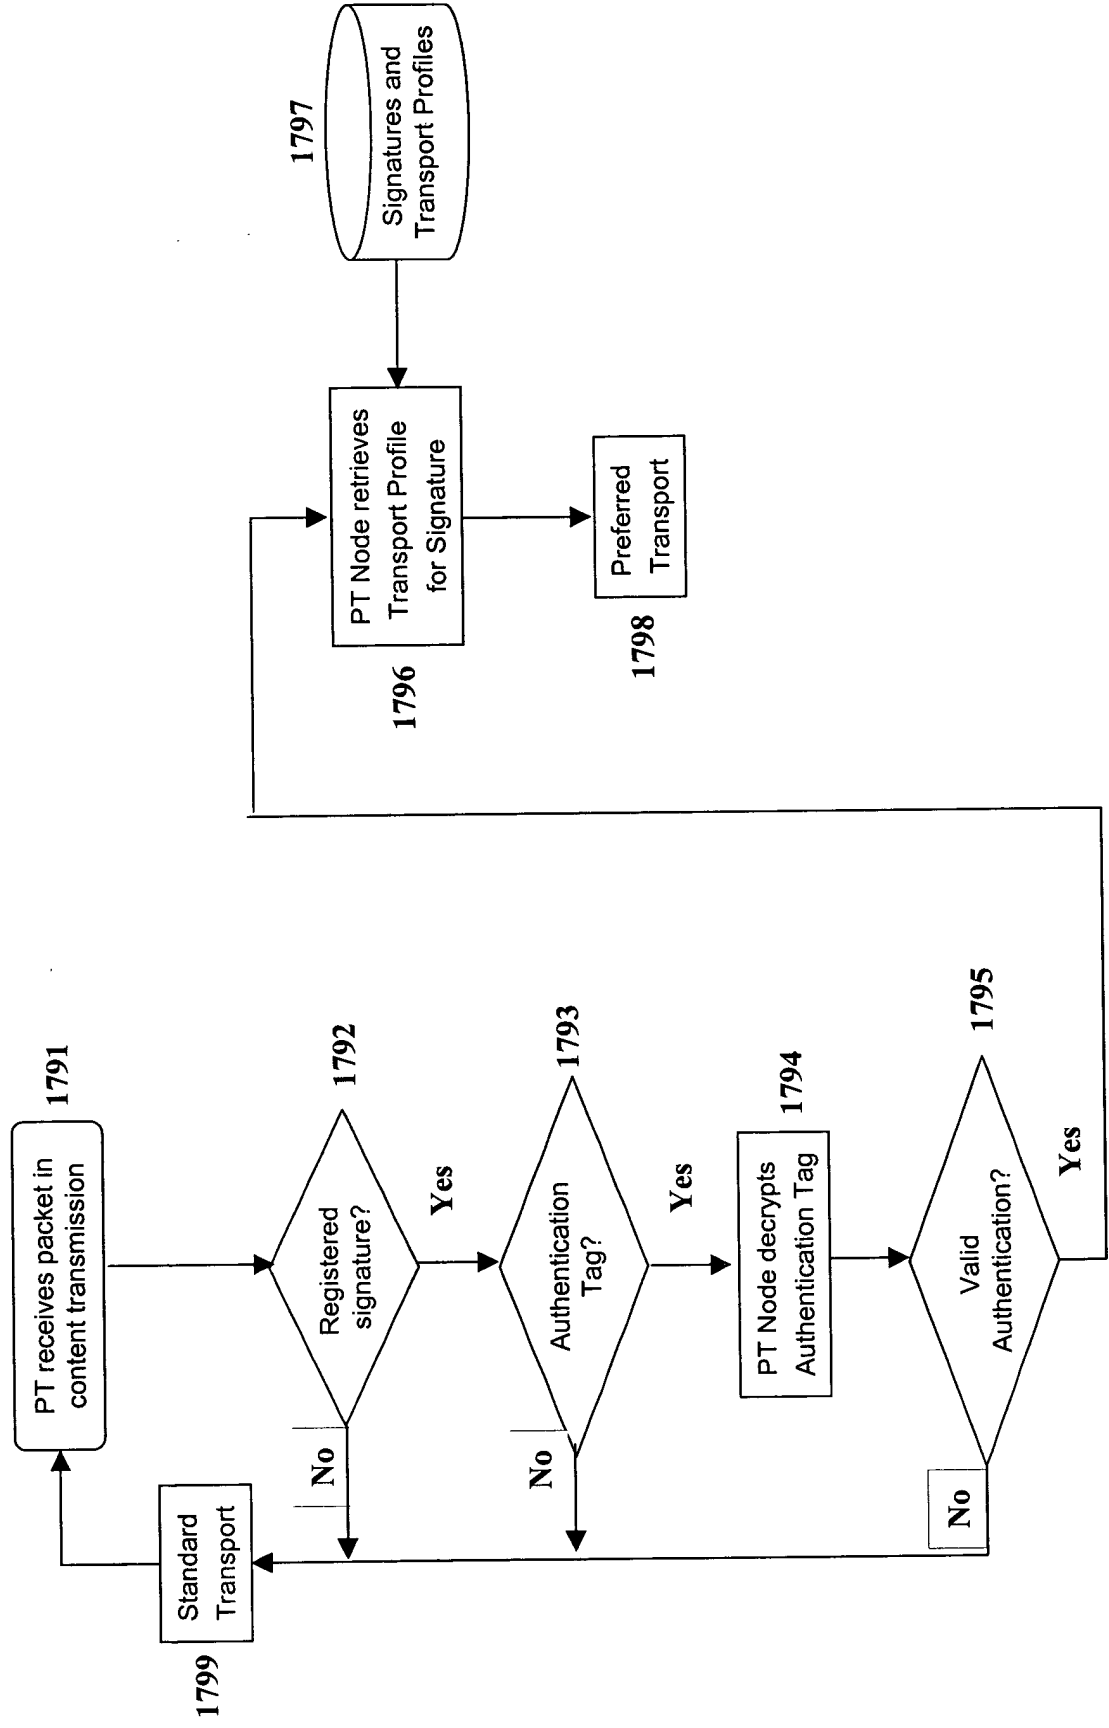 1791
PT receives packet in
content transmission
1799
Standard
Transport
1792
Registered
signature?
No
Yes
1793
Authentication
Tag?
No
Yes
1794
PT Node decrypts
Authentication Tag
1795
Valid
Authentication?
No
Yes
1796
PT Node retrieves
Transport Profile
for Signature
1797
Signatures and
Transport Profiles
1798
Preferred
Transport